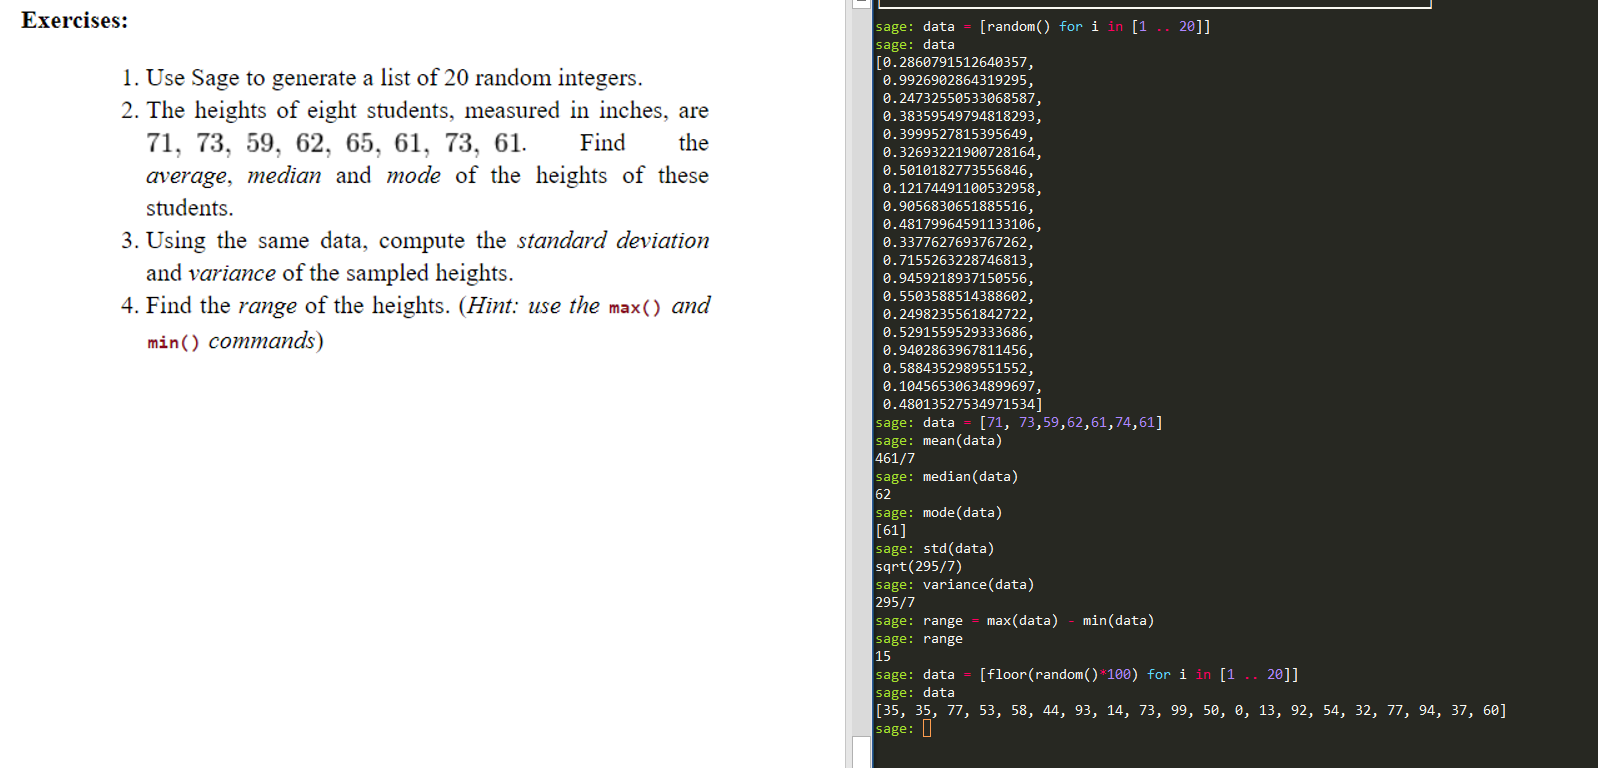 Exercises:
1. Use Sage to generate a list of 20 random integers.
2. The heights of eight students, measured in inches, are
71, 73, 59, 62, 65, 61, 73, 61. Find the
average, median and mode of the heights of these
students.
3. Using the same data, compute the standard deviation
and variance of the sampled heights.
4. Find the range of the heights. (Hint: use the max() and
min() commands)
sage: data = [random() for i in [1 .. 20]]
sage: data
[0.2860791512640357,
0.9926902864319295,
0.24732550533068587,
0.38359549794818293,
0.3999527815395649,
0.32693221900728164,
0.5010182773556846,
0.12174491100532958,
0.9056830651885516,
0.48179964591133106,
0.3377627693767262,
0.7155263228746813,
0.9459218937150556,
0.5503588514388602,
0.2498235561842722,
0.5291559529333686,
0.9402863967811456,
0.5884352989551552,
0.10456530634899697,
0.48013527534971534]
sage: data = [71, 73,59,62,61,74,61]
sage: mean(data)
461/7
sage: median(data)
62
sage: mode(data)
[61]
sage: std(data)
sqrt(295/7)
sage: variance(data)
295/7
sage: range = max(data) - min(data)
sage: range
15
sage: data = [floor(random()*100) for i in [1 .. 20]]
sage: data
[35, 35, 77, 53, 58, 44, 93, 14, 73, 99, 50, 0, 13, 92, 54, 32, 77, 94, 37, 60]
sage: